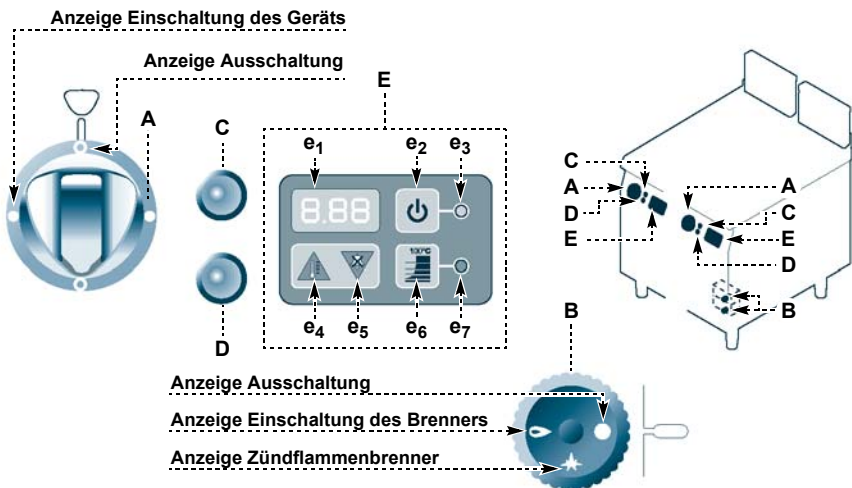 Anzeige Einschaltung des Geräts
Anzeige Ausschaltung
A
C
D
E
e1
e2
e3
8.88
100°C
e4
e5
e6
e7
C
A
D
E
A
C
E
D
B
B
Anzeige Ausschaltung
Anzeige Einschaltung des Brenners
Anzeige Zündflammenbrenner